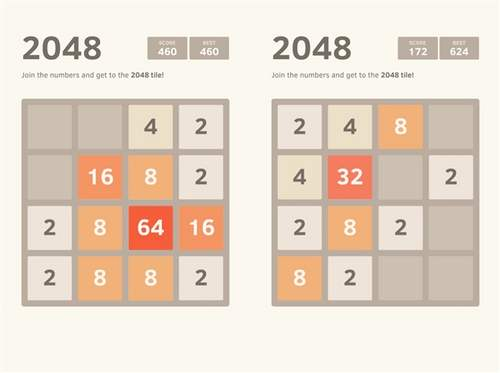 2048 SCORE 460 BEST 460
Join the numbers and get to the 2048 tile!
4 2
16 8 2
2 8 64 16
2 8 8 2
2048 SCORE 172 BEST 624
Join the numbers and get to the 2048 tile!
2 4 8
4 32 2
2 8 2
8 2